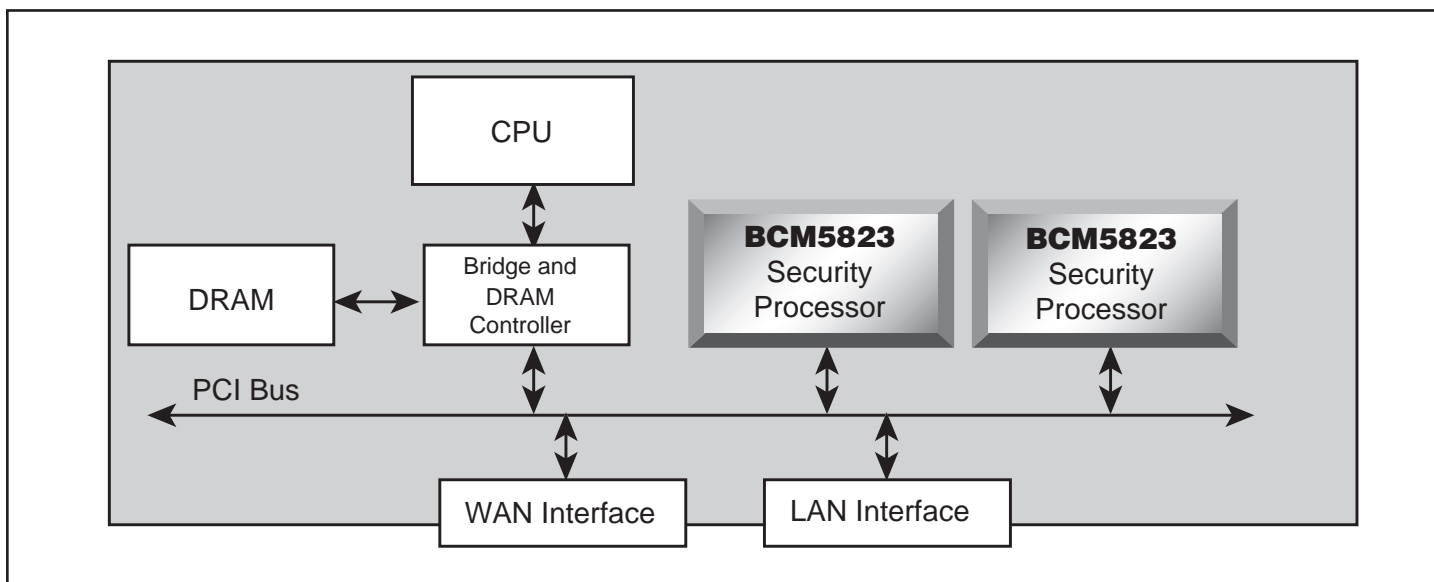 CPU
BCM5823
Security
Processor
BCM5823
Security
Processor
DRAM
Bridge and
DRAM
Controller
PCI Bus
WAN Interface
LAN Interface